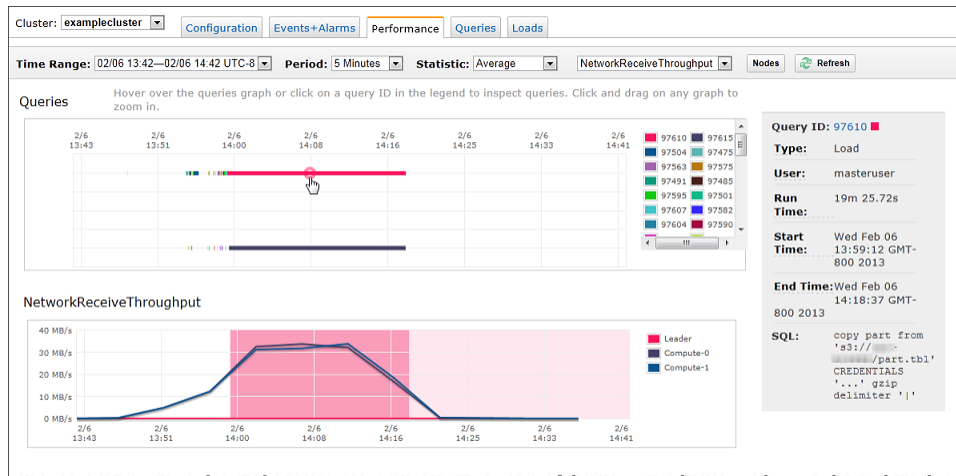 Cluster: examplecluster Configuration Events+Alarms Performance Queries Loads
Time Range: 02/06 13:42—02/06 14:42 UTC-8 Period: 5 Minutes Statistic: Average NetworkReceiveThroughput Nodes Refresh
Queries
Hover over the queries graph or click on a query ID in the legend to inspect queries. Click and drag on any graph to
zoom in.
2/6 2/6 2/6 2/6 2/6 2/6 2/6 2/6
13:43 13:51 14:00 14:08 14:16 14:25 14:33 14:41
97610 97615
97504 97475
97563 97575
97491 97485
97595 97501
97607 97582
97604 97590
Query ID: 97610
Type: Load
User: masteruser
Run Time: 19m 25.72s
Start Time: Wed Feb 06
13:59:12 GMT-
800 2013
End Time: Wed Feb 06
14:18:37 GMT-
800 2013
SQL: copy part from
's3://
/part.tbl'
CREDENTIALS
'...' gzip
delimiter '|'
NetworkReceiveThroughput
40 MB/s
30 MB/s
20 MB/s
10 MB/s
0 MB/s
2/6 2/6 2/6 2/6 2/6 2/6 2/6 2/6
13:43 13:51 14:00 14:08 14:16 14:25 14:33 14:41
Leader
Compute-0
Compute-1